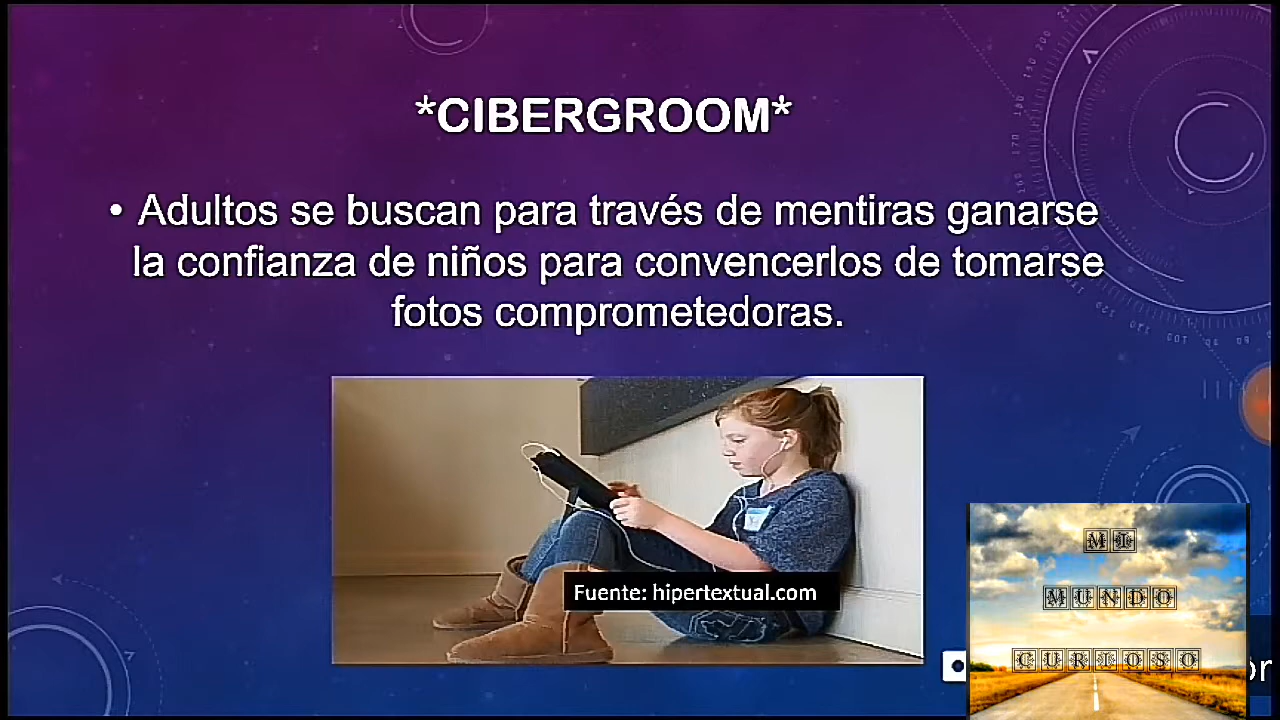 *CIBERGROOM*
• Adultos se buscan para través de mentiras ganarse
la confianza de niños para convencerlos de tomarse
fotos comprometedoras.
Fuente: hipertextual.com
MI
MUNDO
CURIOSO